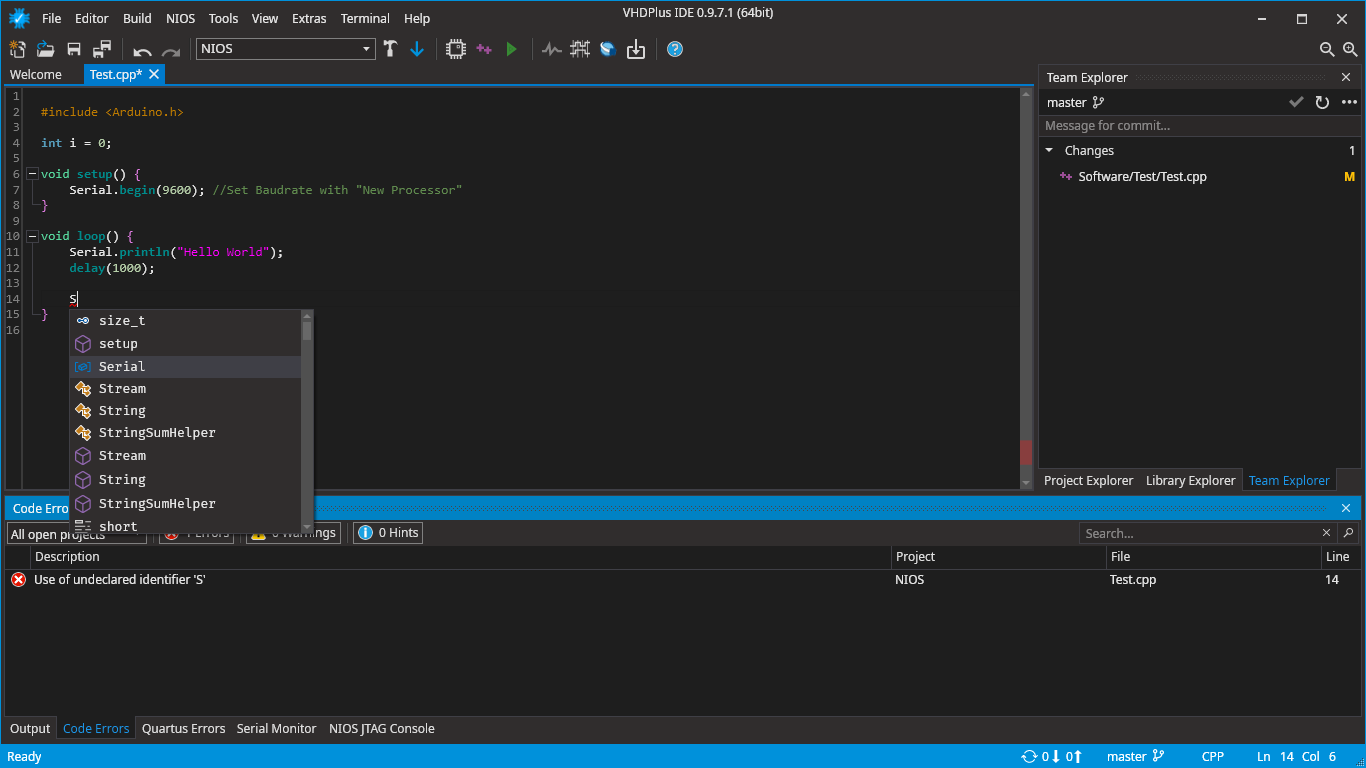 File Editor Build NIOS Tools View Extras Terminal Help VHDPlus IDE 0.9.7.1 (64bit)
NIOS
Welcome Test.cpp*
1
2 #include <Arduino.h>
3
4 int i = 0;
5
6 void setup() {
7 Serial.begin(9600); //Set Baudrate with "New Processor"
8 }
9
10 void loop() {
11 Serial.println("Hello World");
12 delay(1000);
13
14 S
15 }
16
size_t
setup
Serial
Stream
String
StringSumHelper
Stream
String
StringSumHelper
short
Team Explorer
master
Message for commit...
Changes 1
Software/Test/Test.cpp M
Project Explorer Library Explorer Team Explorer
Code Erro
All open projects 1 Errors 0 Warnings 0 Hints Search...
Description Project File Line
Use of undeclared identifier 'S' NIOS Test.cpp 14
Output Code Errors Quartus Errors Serial Monitor NIOS JTAG Console
Ready 0 0 master CPP Ln 14 Col 6